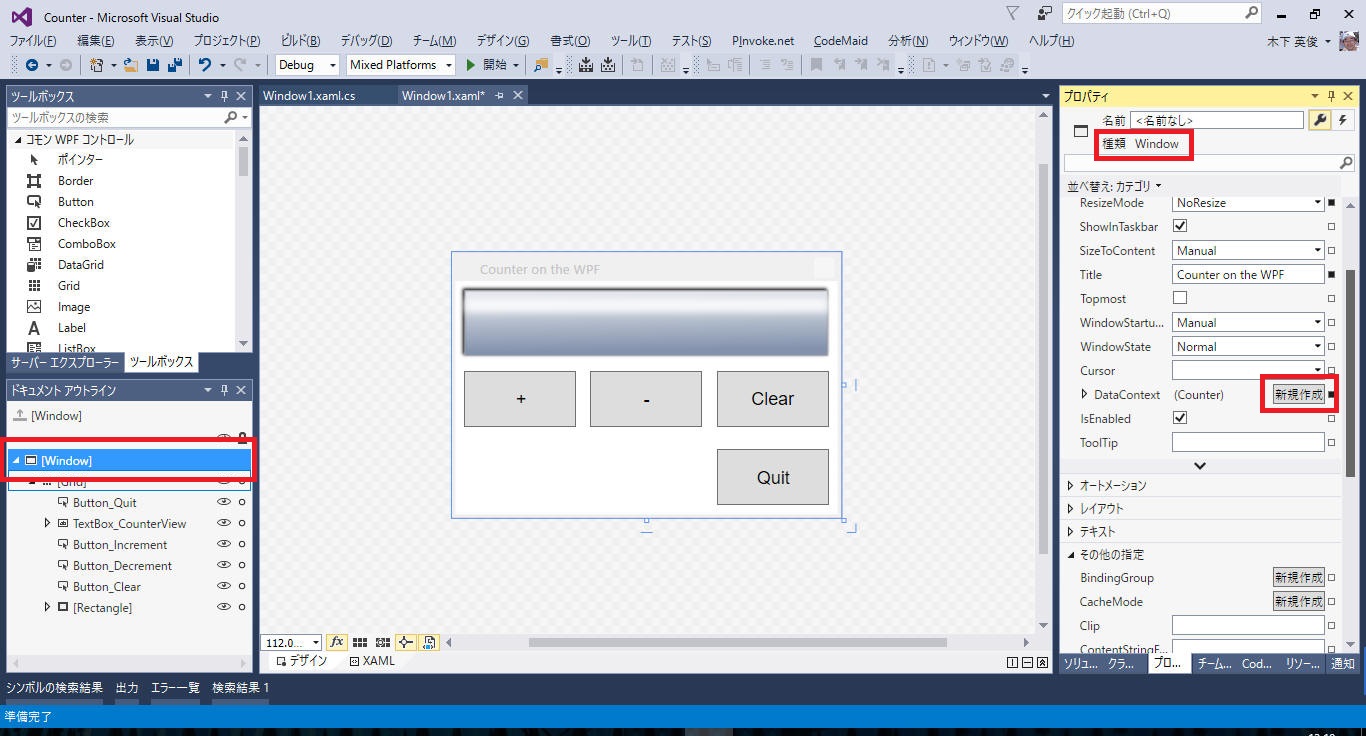 Counter - Microsoft Visual Studio
クイック起動 (Ctrl+Q)
ファイル(F) 編集(E) 表示(V) プロジェクト(P) ビルド(B) デバッグ(D) チーム(M) デザイン(G) 書式(O) ツール(T) テスト(S) PInvoke.net CodeMaid 分析(N) ウィンドウ(W) ヘルプ(H) 木下 英俊
Debug Mixed Platforms 開始
ツールボックス
ツールボックスの検索
コモン WPF コントロール
ポインター
Border
Button
CheckBox
ComboBox
DataGrid
Grid
Image
Label
ListBox
サーバー エクスプローラー ツールボックス
ドキュメント アウトライン
[Window]
[Window]
[Grid]
Button_Quit
TextBox_CounterView
Button_Increment
Button_Decrement
Button_Clear
[Rectangle]
Window1.xaml.cs Window1.xaml*
Counter on the WPF
+ - Clear
Quit
112.0...
fx
デザイン XAML
プロパティ
名前 <名前なし>
種類 Window
並べ替え: カテゴリ
ResizeMode NoResize
ShowInTaskbar
SizeToContent Manual
Title Counter on the WPF
Topmost
WindowStartu... Manual
WindowState Normal
Cursor
DataContext (Counter) 新規作成
IsEnabled
ToolTip
オートメーション
レイアウト
テキスト
その他の指定
BindingGroup 新規作成
CacheMode 新規作成
Clip
ContentStringF...
ソリュ... クラ... プロ... チーム... Cod... リソー... 通知
シンボルの検索結果 出力 エラー一覧 検索結果 1
準備完了